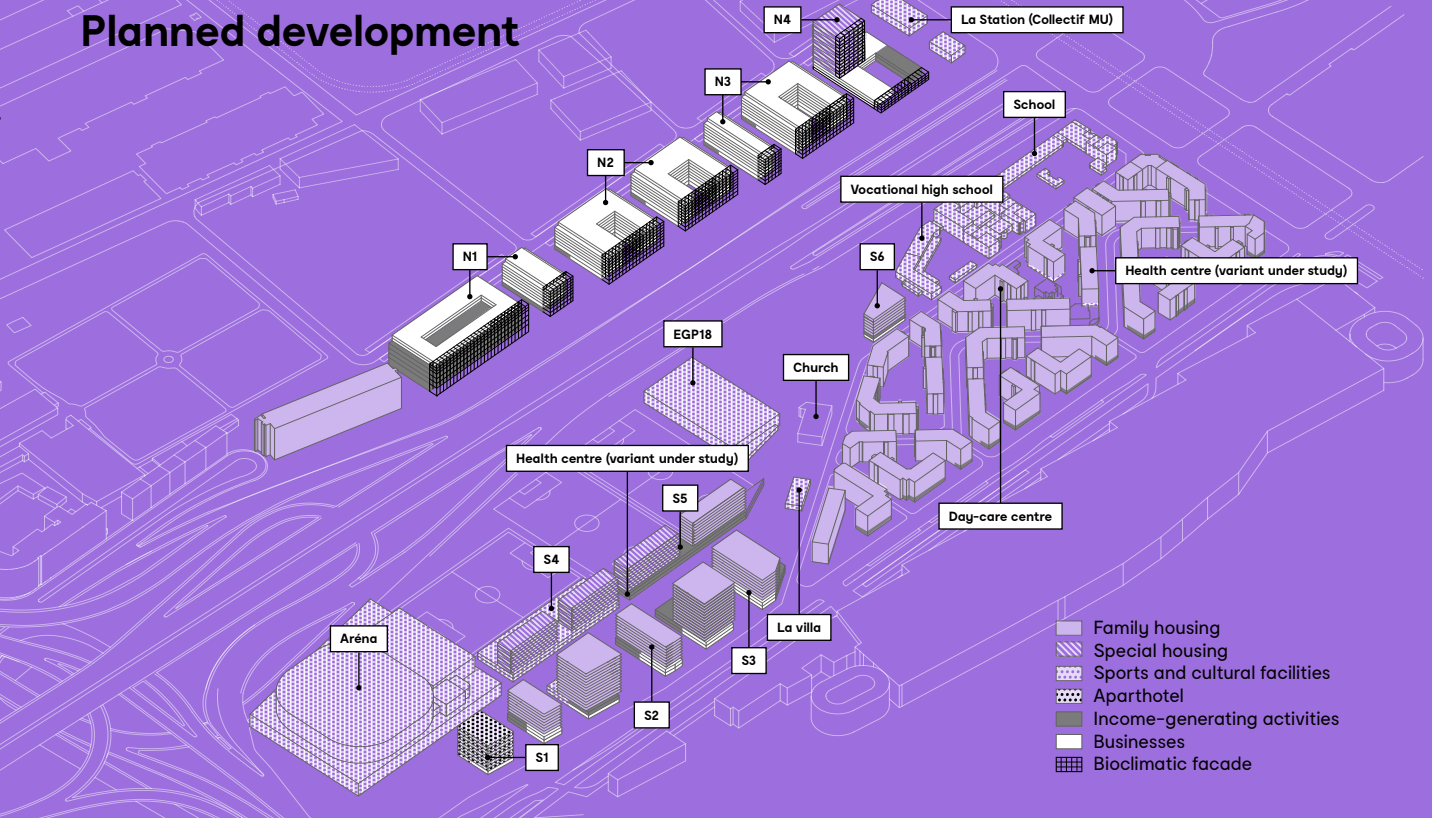 Planned development
N4
La Station (Collectif MU)
N3
School
N2
Vocational high school
N1
S6
Health centre (variant under study)
EGP18
Church
Health centre (variant under study)
S5
Day-care centre
S4
Aréna
La villa
S3
S2
S1
Family housing
Special housing
Sports and cultural facilities
Aparthotel
Income-generating activities
Businesses
Bioclimatic facade